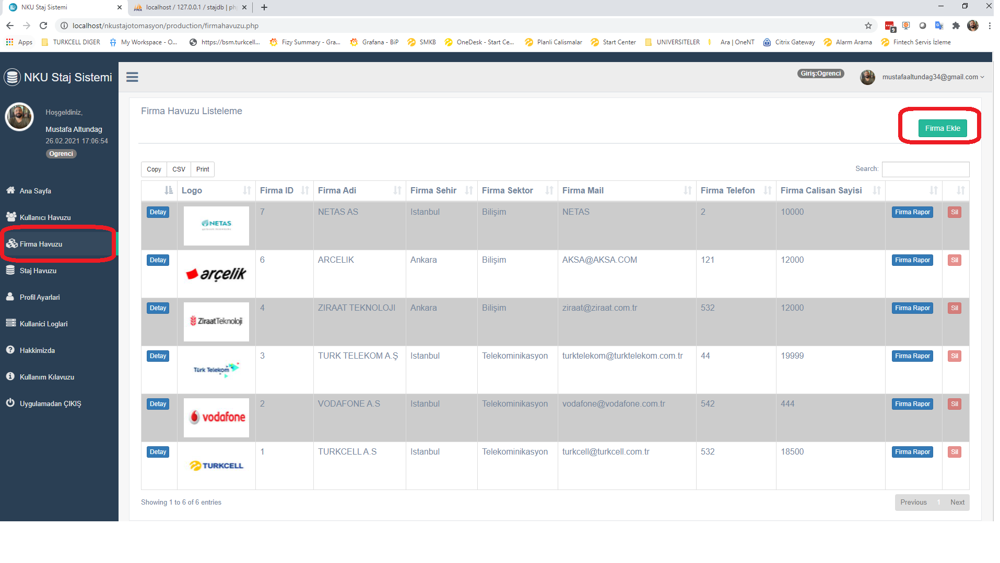 NKU Staj Sistemi
localhost / 127.0.0.1 / stajdb | ph
localhost/nkustajotomasyon/production/firmahavuzu.php
9
Apps TURKCELL DIGER My Workspace - O... https://bsm.turkcell... Fizy Summary - Gra... Grafana - BiP SMKB OneDesk - Start Ce... Planli Calismalar Start Center UNIVERSITELER Ara | OneNT Citrix Gateway Alarm Arama Fintech Servis İzleme
NKU Staj Sistemi
Giriş:Ogrenci
mustafaaltundag34@gmail.com
Hoşgeldiniz,
Mustafa Altundag
26.02.2021 17:06:54
Ogrenci
Ana Sayfa
Kullanıcı Havuzu
Firma Havuzu
Staj Havuzu
Profil Ayarlari
Kullanici Loglari
Hakkimizda
Kullanım Kılavuzu
Uygulamadan ÇIKIŞ
Firma Havuzu Listeleme
Firma Ekle
Copy CSV Print
Search:
Logo Firma ID Firma Adi Firma Sehir Firma Sektor Firma Mail Firma Telefon Firma Calisan Sayisi
Detay NETAS 7 NETAS AS Istanbul Bilişim NETAS 2 10000 Firma Rapor Sil
Detay arçelik 6 ARCELIK Ankara Bilişim AKSA@AKSA.COM 121 12000 Firma Rapor Sil
Detay ZiraatTeknoloji 4 ZIRAAT TEKNOLOJI Ankara Bilişim ziraat@ziraat.com.tr 532 12000 Firma Rapor Sil
Detay Türk Telekom 3 TURK TELEKOM A.Ş Istanbul Telekominikasyon turktelekom@turktelekom.com.tr 44 19999 Firma Rapor Sil
Detay vodafone 2 VODAFONE A.S Istanbul Telekominikasyon vodafone@vodafone.com.tr 542 444 Firma Rapor Sil
Detay TURKCELL 1 TURKCELL A.S Istanbul Telekominikasyon turkcell@turkcell.com.tr 532 18500 Firma Rapor Sil
Showing 1 to 6 of 6 entries
Previous 1 Next